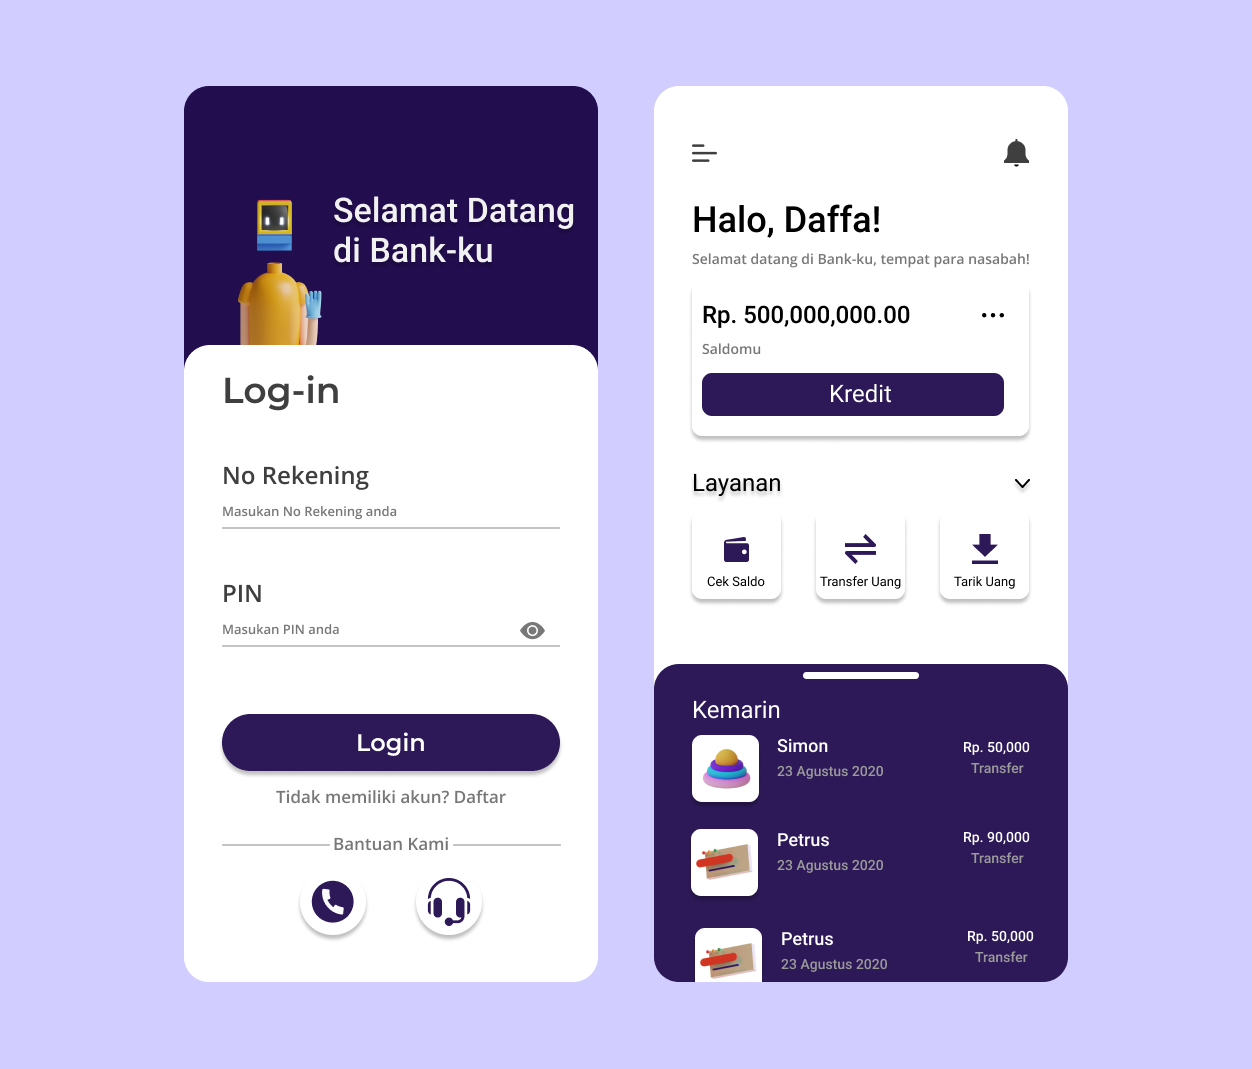 Selamat Datang
di Bank-ku
Log-in
No Rekening
Masukan No Rekening anda
PIN
Masukan PIN anda
Login
Tidak memiliki akun? Daftar
Bantuan Kami
Halo, Daffa!
Selamat datang di Bank-ku, tempat para nasabah!
Rp. 500,000,000.00
Saldomu
Kredit
Layanan
Cek Saldo
Transfer Uang
Tarik Uang
Kemarin
Simon
Rp. 50,000
23 Agustus 2020
Transfer
Petrus
Rp. 90,000
23 Agustus 2020
Transfer
Petrus
Rp. 50,000
23 Agustus 2020
Transfer